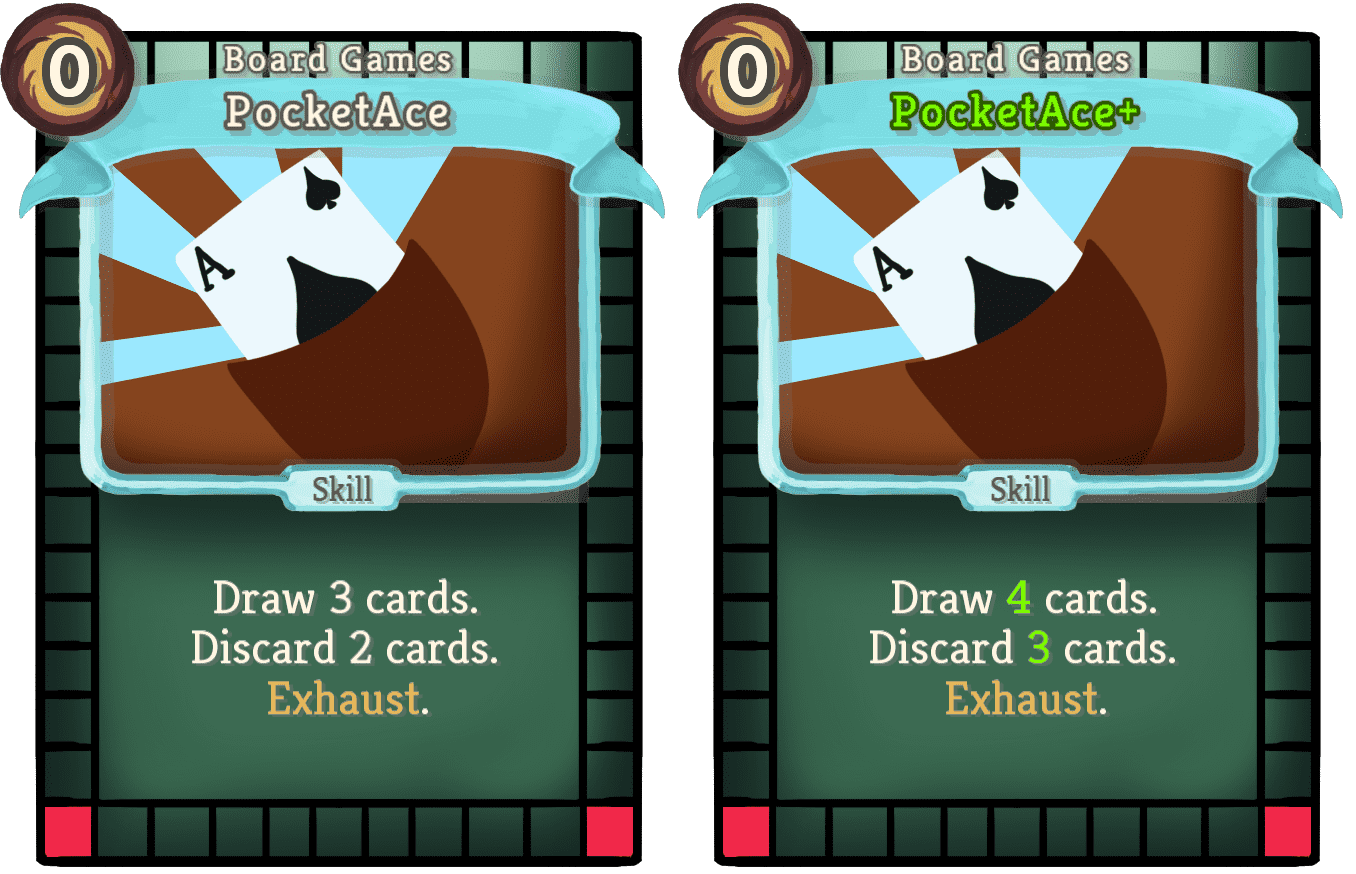 0
Board Games
PocketAce
A
Skill
Draw 3 cards.
Discard 2 cards.
Exhaust.
0
Board Games
PocketAce+
A
Skill
Draw 4 cards.
Discard 3 cards.
Exhaust.